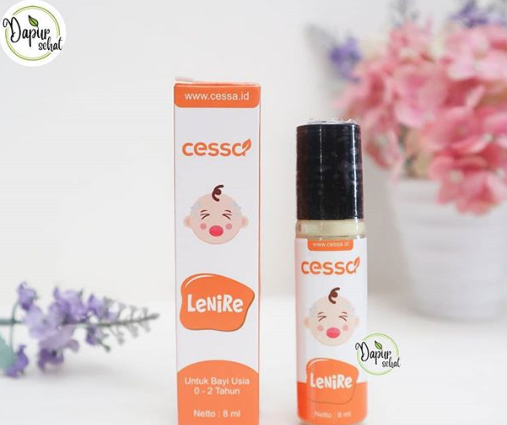 Dapur
sehat
www.cessa.id
cessa
LeNiRe
Untuk Bayi Usia
0 - 2 Tahun
Netto : 8 ml
www.cessa.id
cessa
LeNiRe
Netto : 8 ml
Dapur
sehat